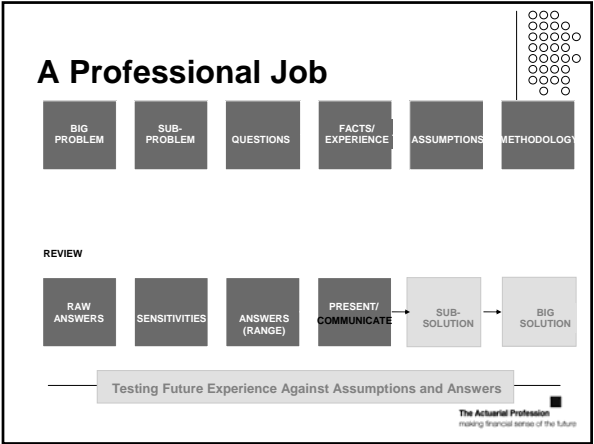 A Professional Job
BIG
PROBLEM
SUB-
PROBLEM
QUESTIONS
FACTS/
EXPERIENCE
ASSUMPTIONS
METHODOLOGY
REVIEW
RAW
ANSWERS
SENSITIVITIES
ANSWERS
(RANGE)
PRESENT/
COMMUNICATE
SUB-
SOLUTION
BIG
SOLUTION
Testing Future Experience Against Assumptions and Answers
The Actuarial Profession
making financial sense of the future